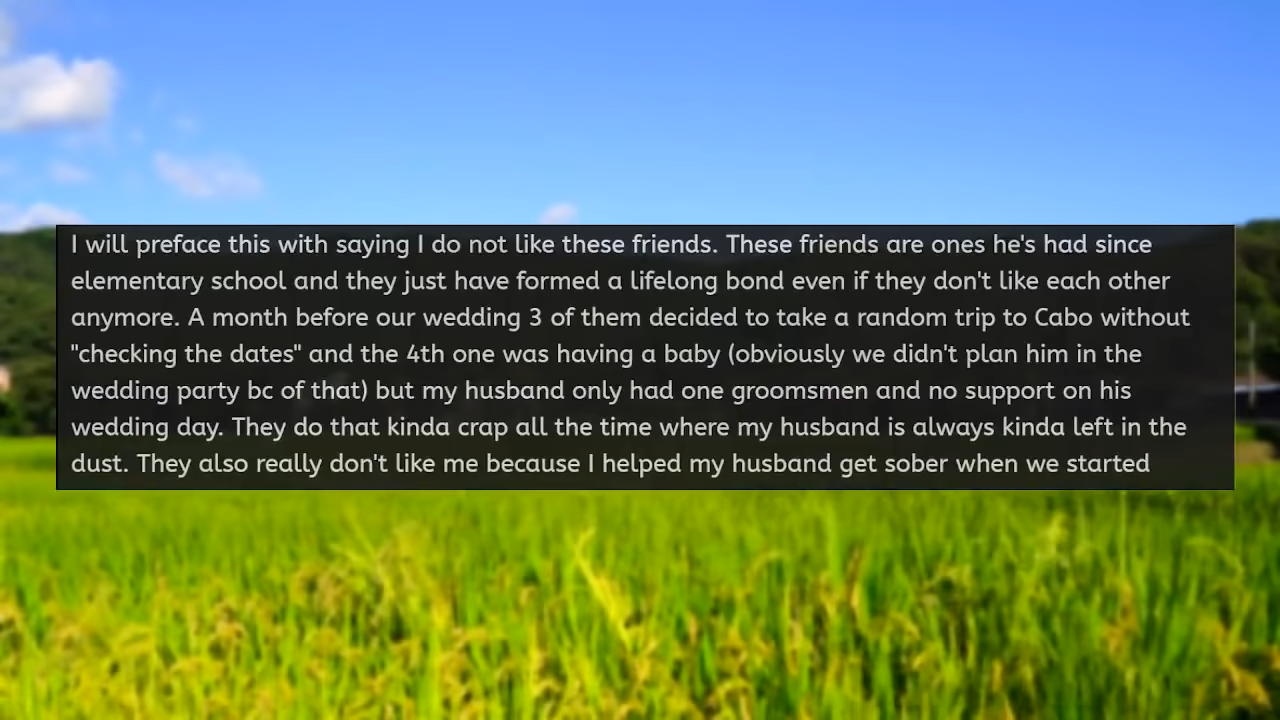 I will preface this with saying I do not like these friends. These friends are ones he's had since
elementary school and they just have formed a lifelong bond even if they don't like each other
anymore. A month before our wedding 3 of them decided to take a random trip to Cabo without
"checking the dates" and the 4th one was having a baby (obviously we didn't plan him in the
wedding party bc of that) but my husband only had one groomsmen and no support on his
wedding day. They do that kinda crap all the time where my husband is always kinda left in the
dust. They also really don't like me because I helped my husband get sober when we started